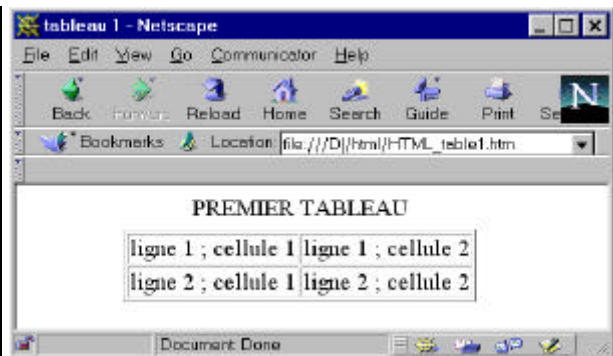 tableau 1 - Netscape
File Edit View Go Communicator Help
Back Forward Reload Home Search Guide Print Se
N
Bookmarks Location: file:///D|/html/HTML_table1.htm
PREMIER TABLEAU
ligne 1 ; cellule 1 ligne 1 ; cellule 2
ligne 2 ; cellule 1 ligne 2 ; cellule 2
Document Done